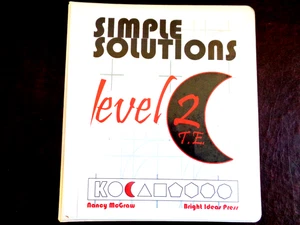 SIMPLE
SOLUTIONS
level 2
T.E.
K
Nancy McGraw Bright Ideas Press